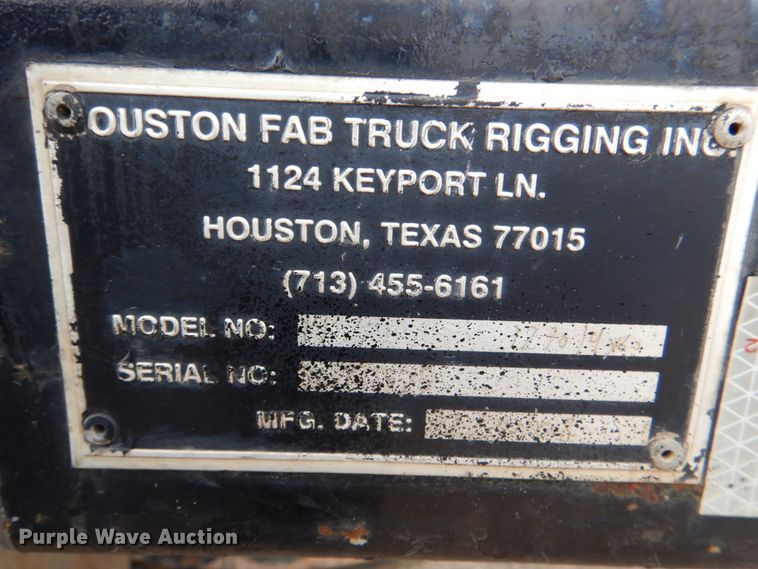 OUSTON FAB TRUCK RIGGING INC.
1124 KEYPORT LN.
HOUSTON, TEXAS 77015
(713) 455-6161
MODEL NO:
SERIAL NO:
MFG. DATE:
2
Purple Wave Auction